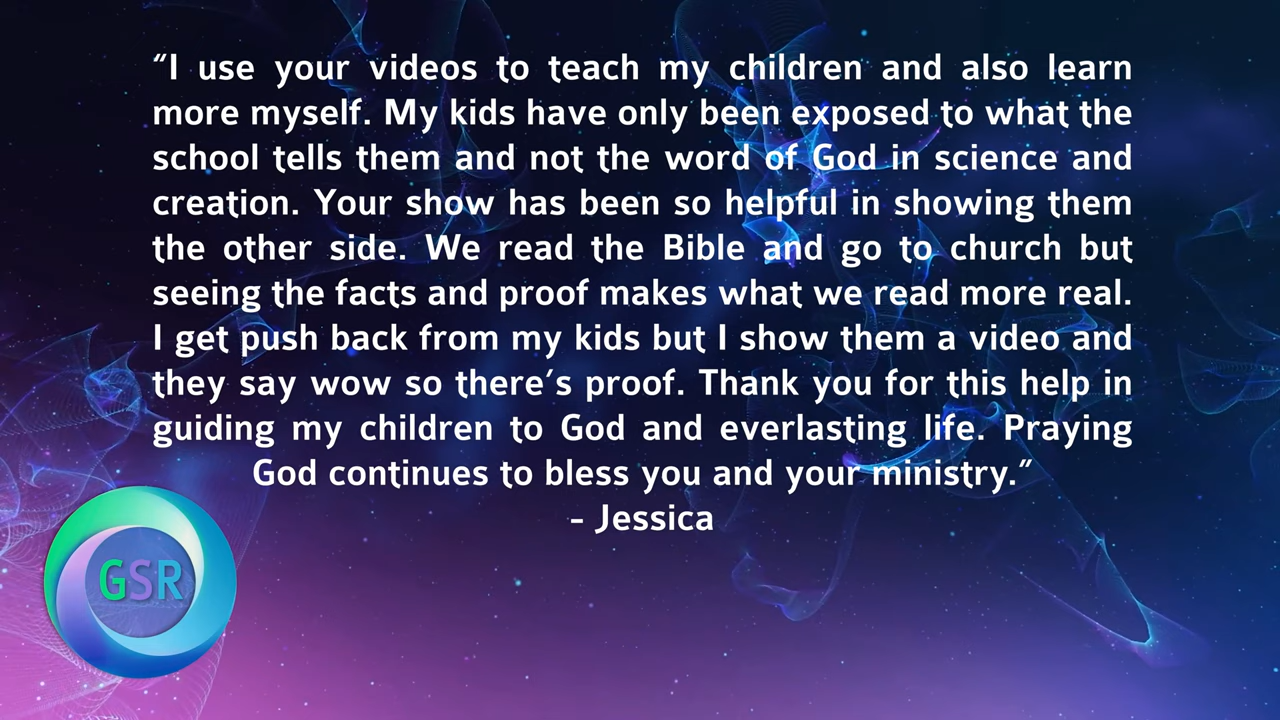 “I use your videos to teach my children and also learn
more myself. My kids have only been exposed to what the
school tells them and not the word of God in science and
creation. Your show has been so helpful in showing them
the other side. We read the Bible and go to church but
seeing the facts and proof makes what we read more real.
I get push back from my kids but I show them a video and
they say wow so there's proof. Thank you for this help in
guiding my children to God and everlasting life. Praying
God continues to bless you and your ministry.”
- Jessica
GSR